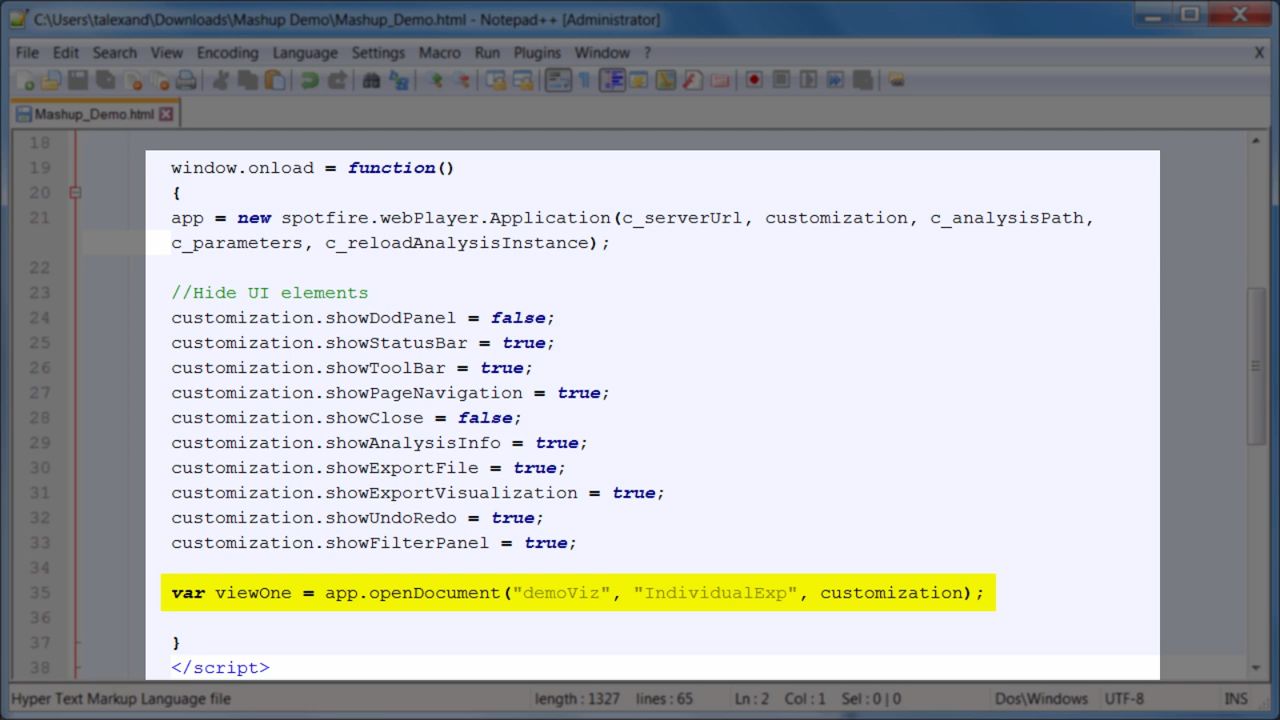 C:\Users\talexand\Downloads\Mashup Demo\Mashup_Demo.html - Notepad++ [Administrator]
File Edit Search View Encoding Language Settings Macro Run Plugins Window ? X
Mashup_Demo.html
18
19 window.onload = function()
20 {
21 app = new spotfire.webPlayer.Application(c_serverUrl, customization, c_analysisPath,
c_parameters, c_reloadAnalysisInstance);
22
23 //Hide UI elements
24 customization.showDodPanel = false;
25 customization.showStatusBar = true;
26 customization.showToolBar = true;
27 customization.showPageNavigation = true;
28 customization.showClose = false;
29 customization.showAnalysisInfo = true;
30 customization.showExportFile = true;
31 customization.showExportVisualization = true;
32 customization.showUndoRedo = true;
33 customization.showFilterPanel = true;
34
35 var viewOne = app.openDocument("demoViz", "IndividualExp", customization);
36
37 }
38 </script>
Hyper Text Markup Language file length : 1327 lines : 65 Ln : 2 Col : 1 Sel : 0 | 0 Dos\Windows UTF-8 INS